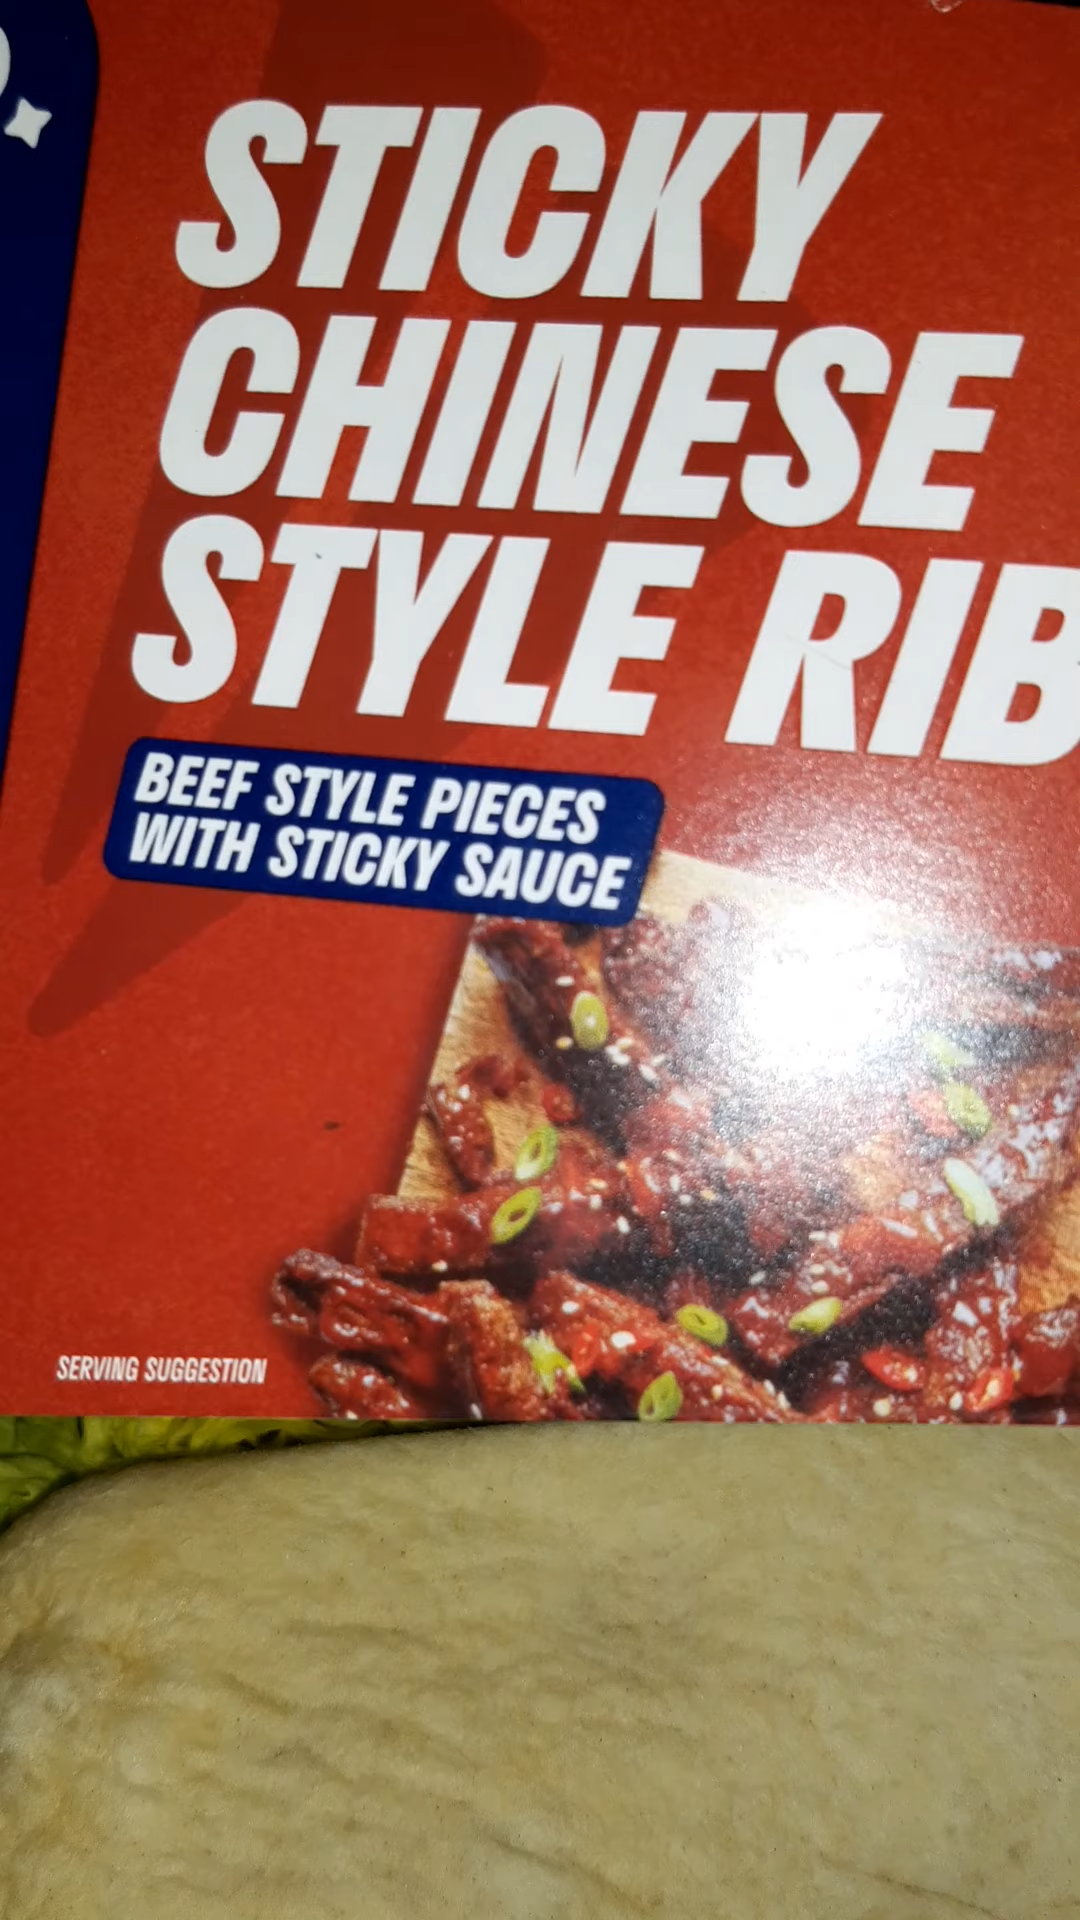 STICKY
CHINESE
STYLE RIB
BEEF STYLE PIECES
WITH STICKY SAUCE
SERVING SUGGESTION